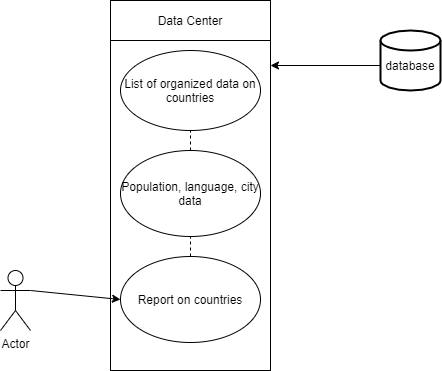 Data Center
database
List of organized data on
countries
Population, language, city
data
Report on countries
Actor